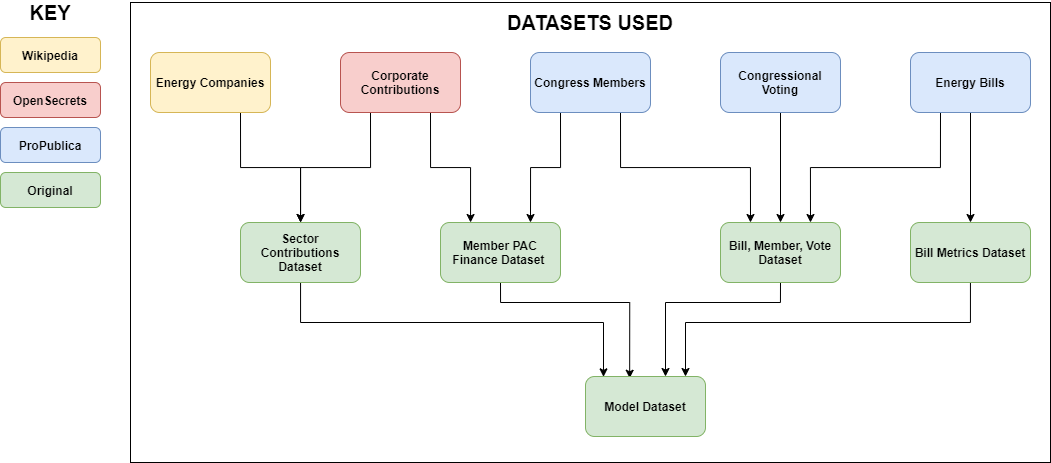 KEY
Wikipedia
OpenSecrets
ProPublica
Original
DATASETS USED
Energy Companies
Corporate
Contributions
Congress Members
Congressional
Voting
Energy Bills
Sector
Contributions
Dataset
Member PAC
Finance Dataset
Bill, Member, Vote
Dataset
Bill Metrics Dataset
Model Dataset